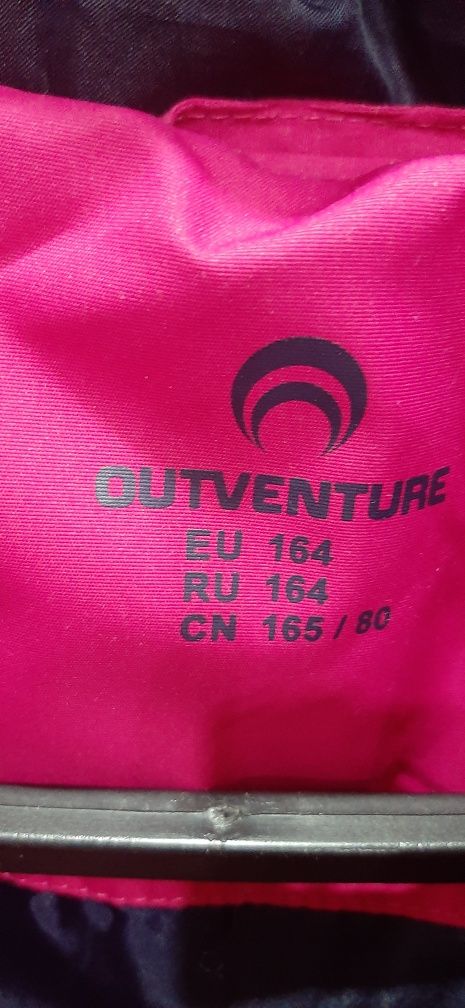 OUTVENTURE
EU 164
RU 164
CN 165 / 80